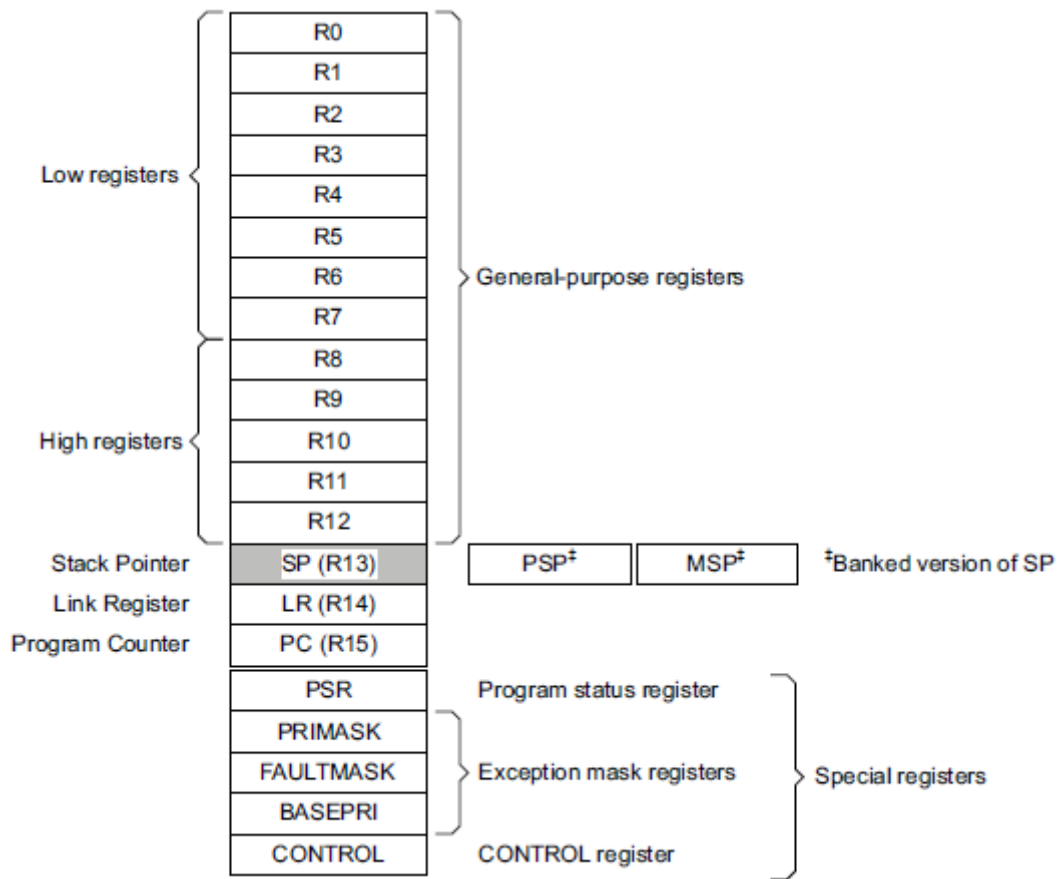 R0
R1
R2
R3
Low registers
R4
R5
R6
General-purpose registers
R7
R8
R9
High registers
R10
R11
R12
Stack Pointer SP (R13) PSP‡ MSP‡ ‡Banked version of SP
Link Register LR (R14)
Program Counter PC (R15)
PSR Program status register
PRIMASK
FAULTMASK Exception mask registers Special registers
BASEPRI
CONTROL CONTROL register